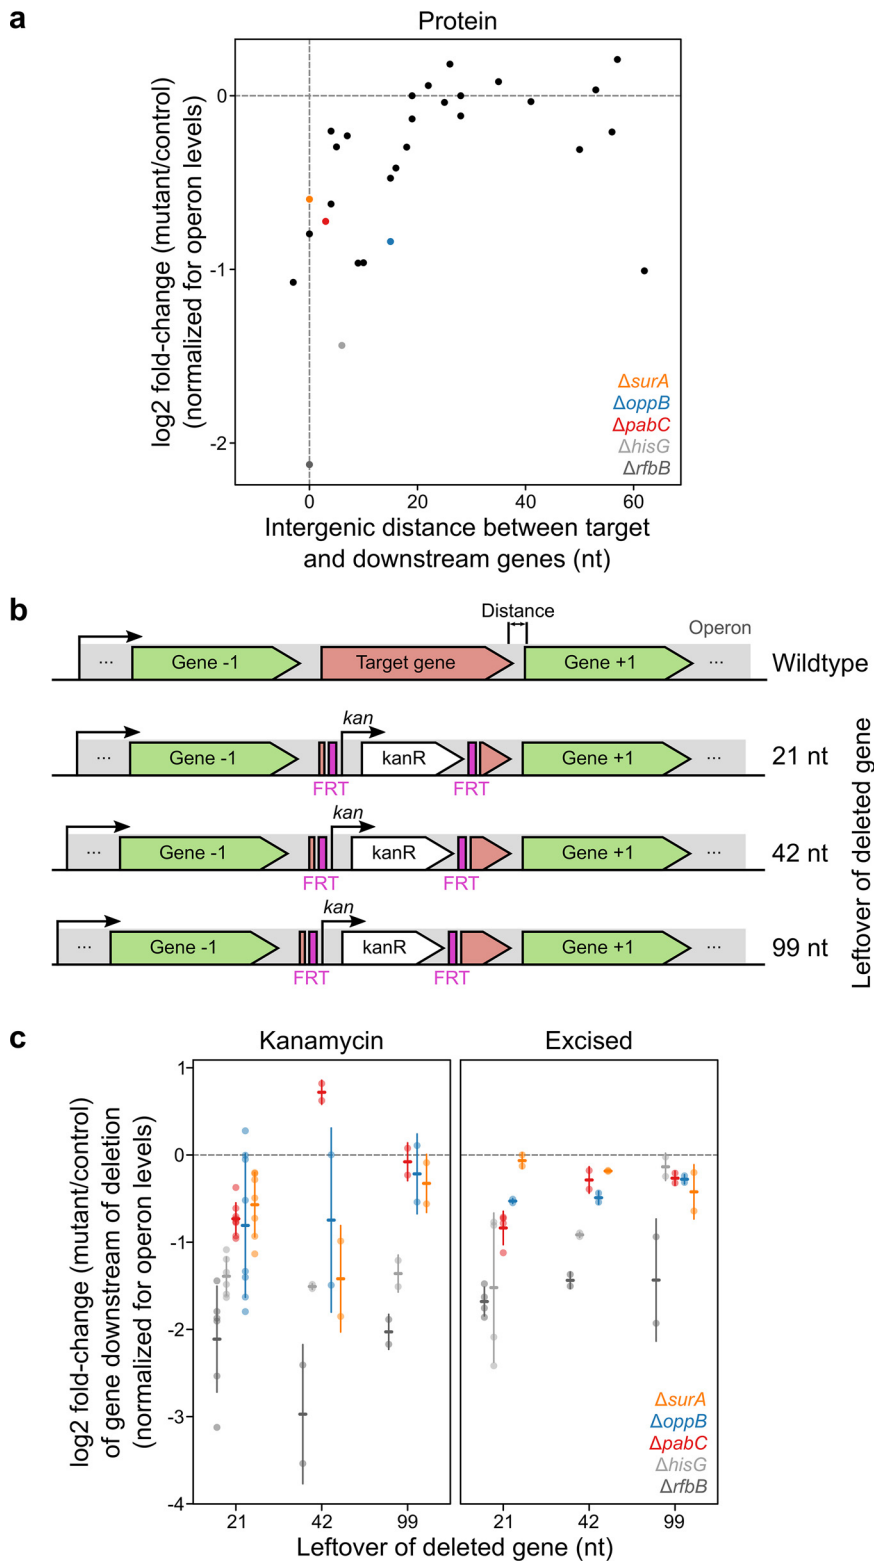 a
Protein
log2 fold-change (mutant/control)
(normalized for operon levels)
0
-1
-2
0 20 40 60
ΔsurA
ΔoppB
ΔpabC
ΔhisG
ΔrfbB
Intergenic distance between target
and downstream genes (nt)
b
Distance
Operon
... Gene -1 Target gene Gene +1 ... Wildtype
kan
... Gene -1 kanR Gene +1 ... 21 nt
FRT FRT
kan
... Gene -1 kanR Gene +1 ... 42 nt
FRT FRT
kan
... Gene -1 kanR Gene +1 ... 99 nt
FRT FRT
Leftover of deleted gene
c
Kanamycin Excised
log2 fold-change (mutant/control)
of gene downstream of deletion
(normalized for operon levels)
1
0
-1
-2
-3
-4
ΔsurA
ΔoppB
ΔpabC
ΔhisG
ΔrfbB
21 42 99 21 42 99
Leftover of deleted gene (nt)